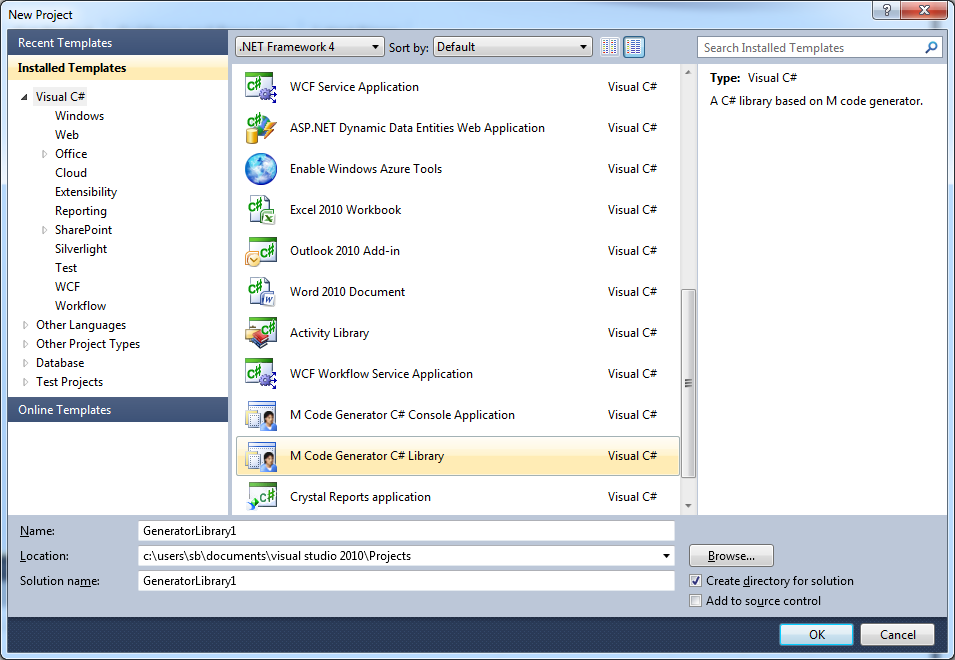 New Project
Recent Templates
Installed Templates
Visual C#
Windows
Web
Office
Cloud
Extensibility
Reporting
SharePoint
Silverlight
Test
WCF
Workflow
Other Languages
Other Project Types
Database
Test Projects
Online Templates
.NET Framework 4 Sort by: Default
WCF Service Application Visual C#
ASP.NET Dynamic Data Entities Web Application Visual C#
Enable Windows Azure Tools Visual C#
Excel 2010 Workbook Visual C#
Outlook 2010 Add-in Visual C#
Word 2010 Document Visual C#
Activity Library Visual C#
WCF Workflow Service Application Visual C#
M Code Generator C# Console Application Visual C#
M Code Generator C# Library Visual C#
Crystal Reports application Visual C#
Search Installed Templates
Type: Visual C#
A C# library based on M code generator.
Name: GeneratorLibrary1
Location: c:\users\sb\documents\visual studio 2010\Projects
Browse...
Solution name: GeneratorLibrary1
Create directory for solution
Add to source control
OK Cancel